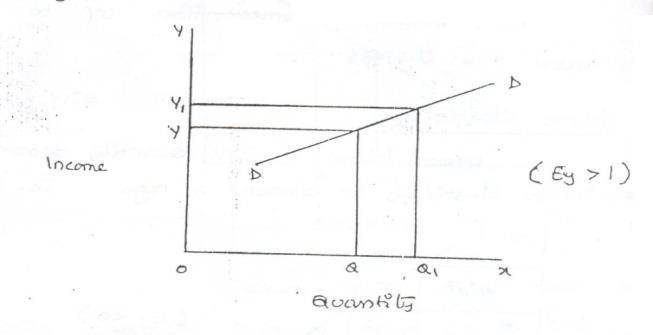 Y
D
Y₁
Y
Income
D
(Ey > 1)
O
Q
Q₁
x
Quantity